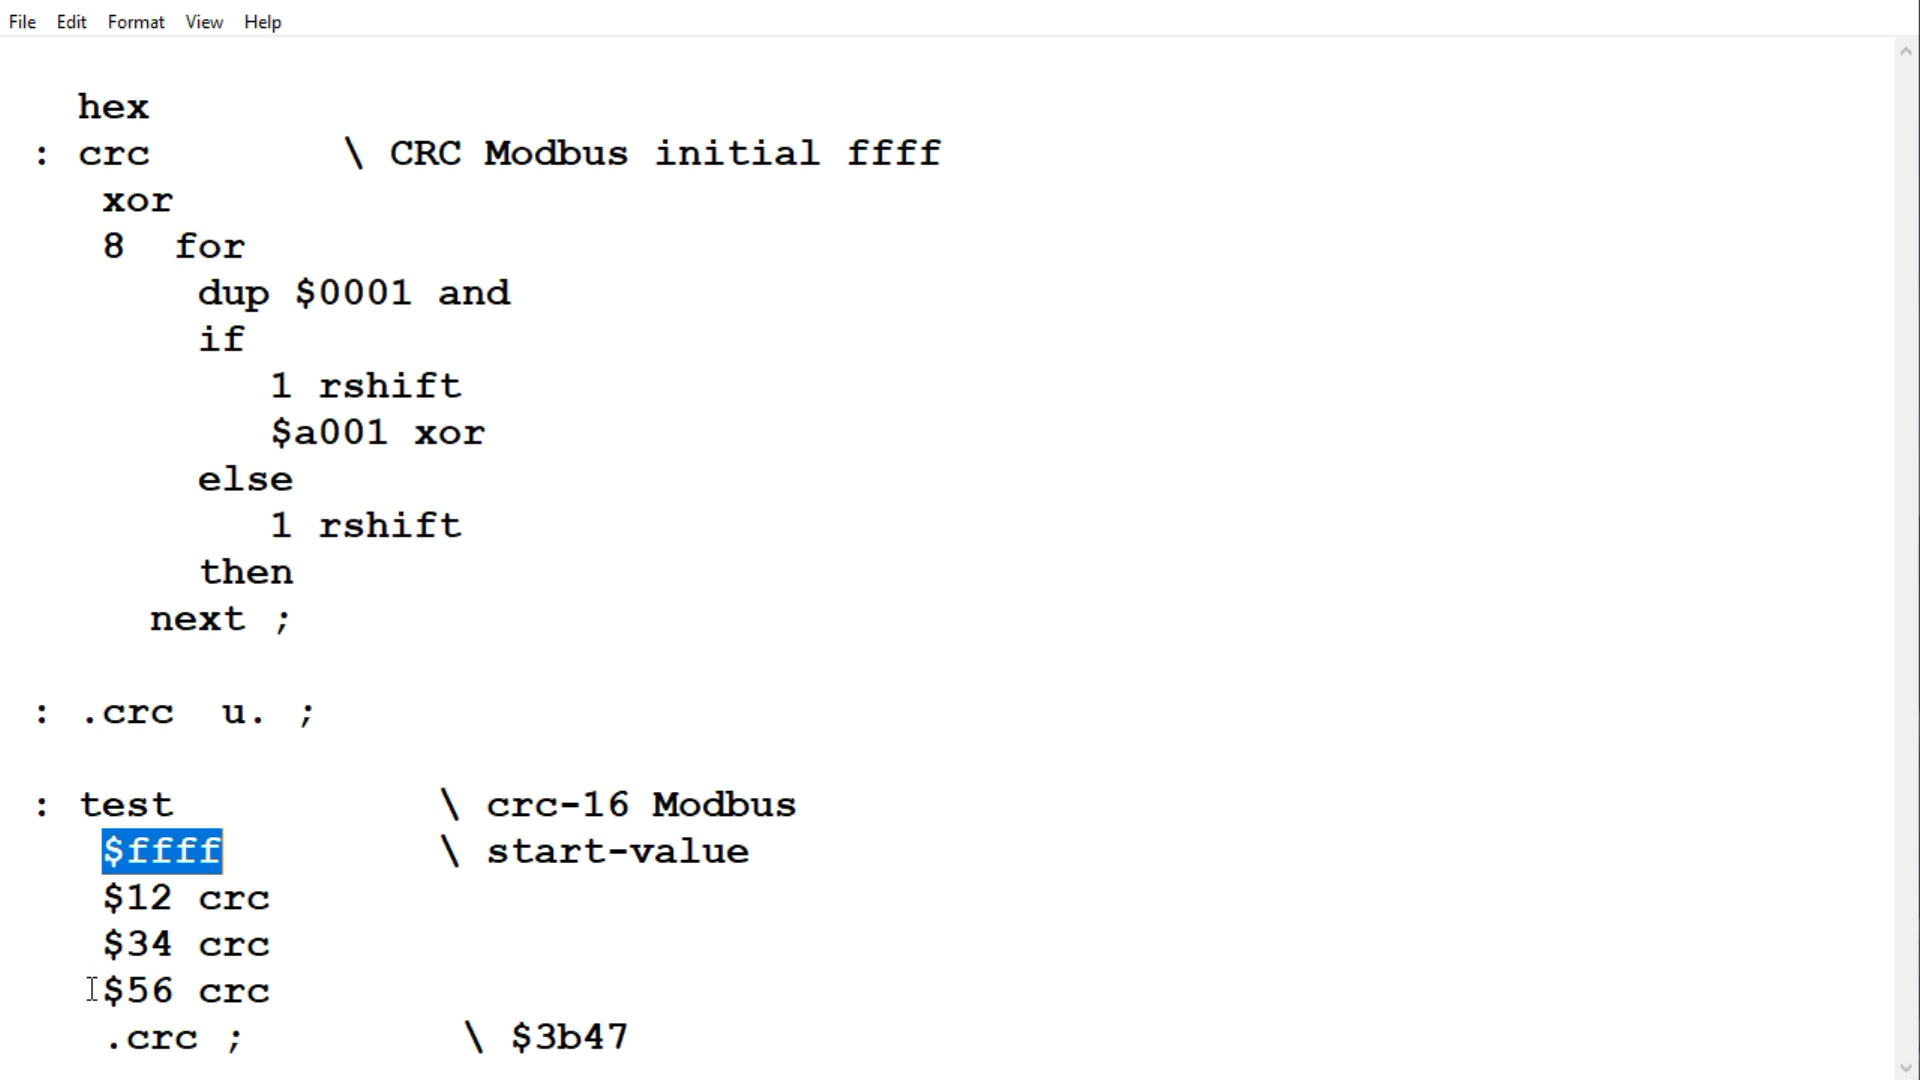 File Edit Format View Help
hex
: crc \ CRC Modbus initial ffff
xor
8 for
dup $0001 and
if
1 rshift
$a001 xor
else
1 rshift
then
next ;
: .crc u. ;
: test \ crc-16 Modbus
$ffff \ start-value
$12 crc
$34 crc
$56 crc
.crc ; \ $3b47